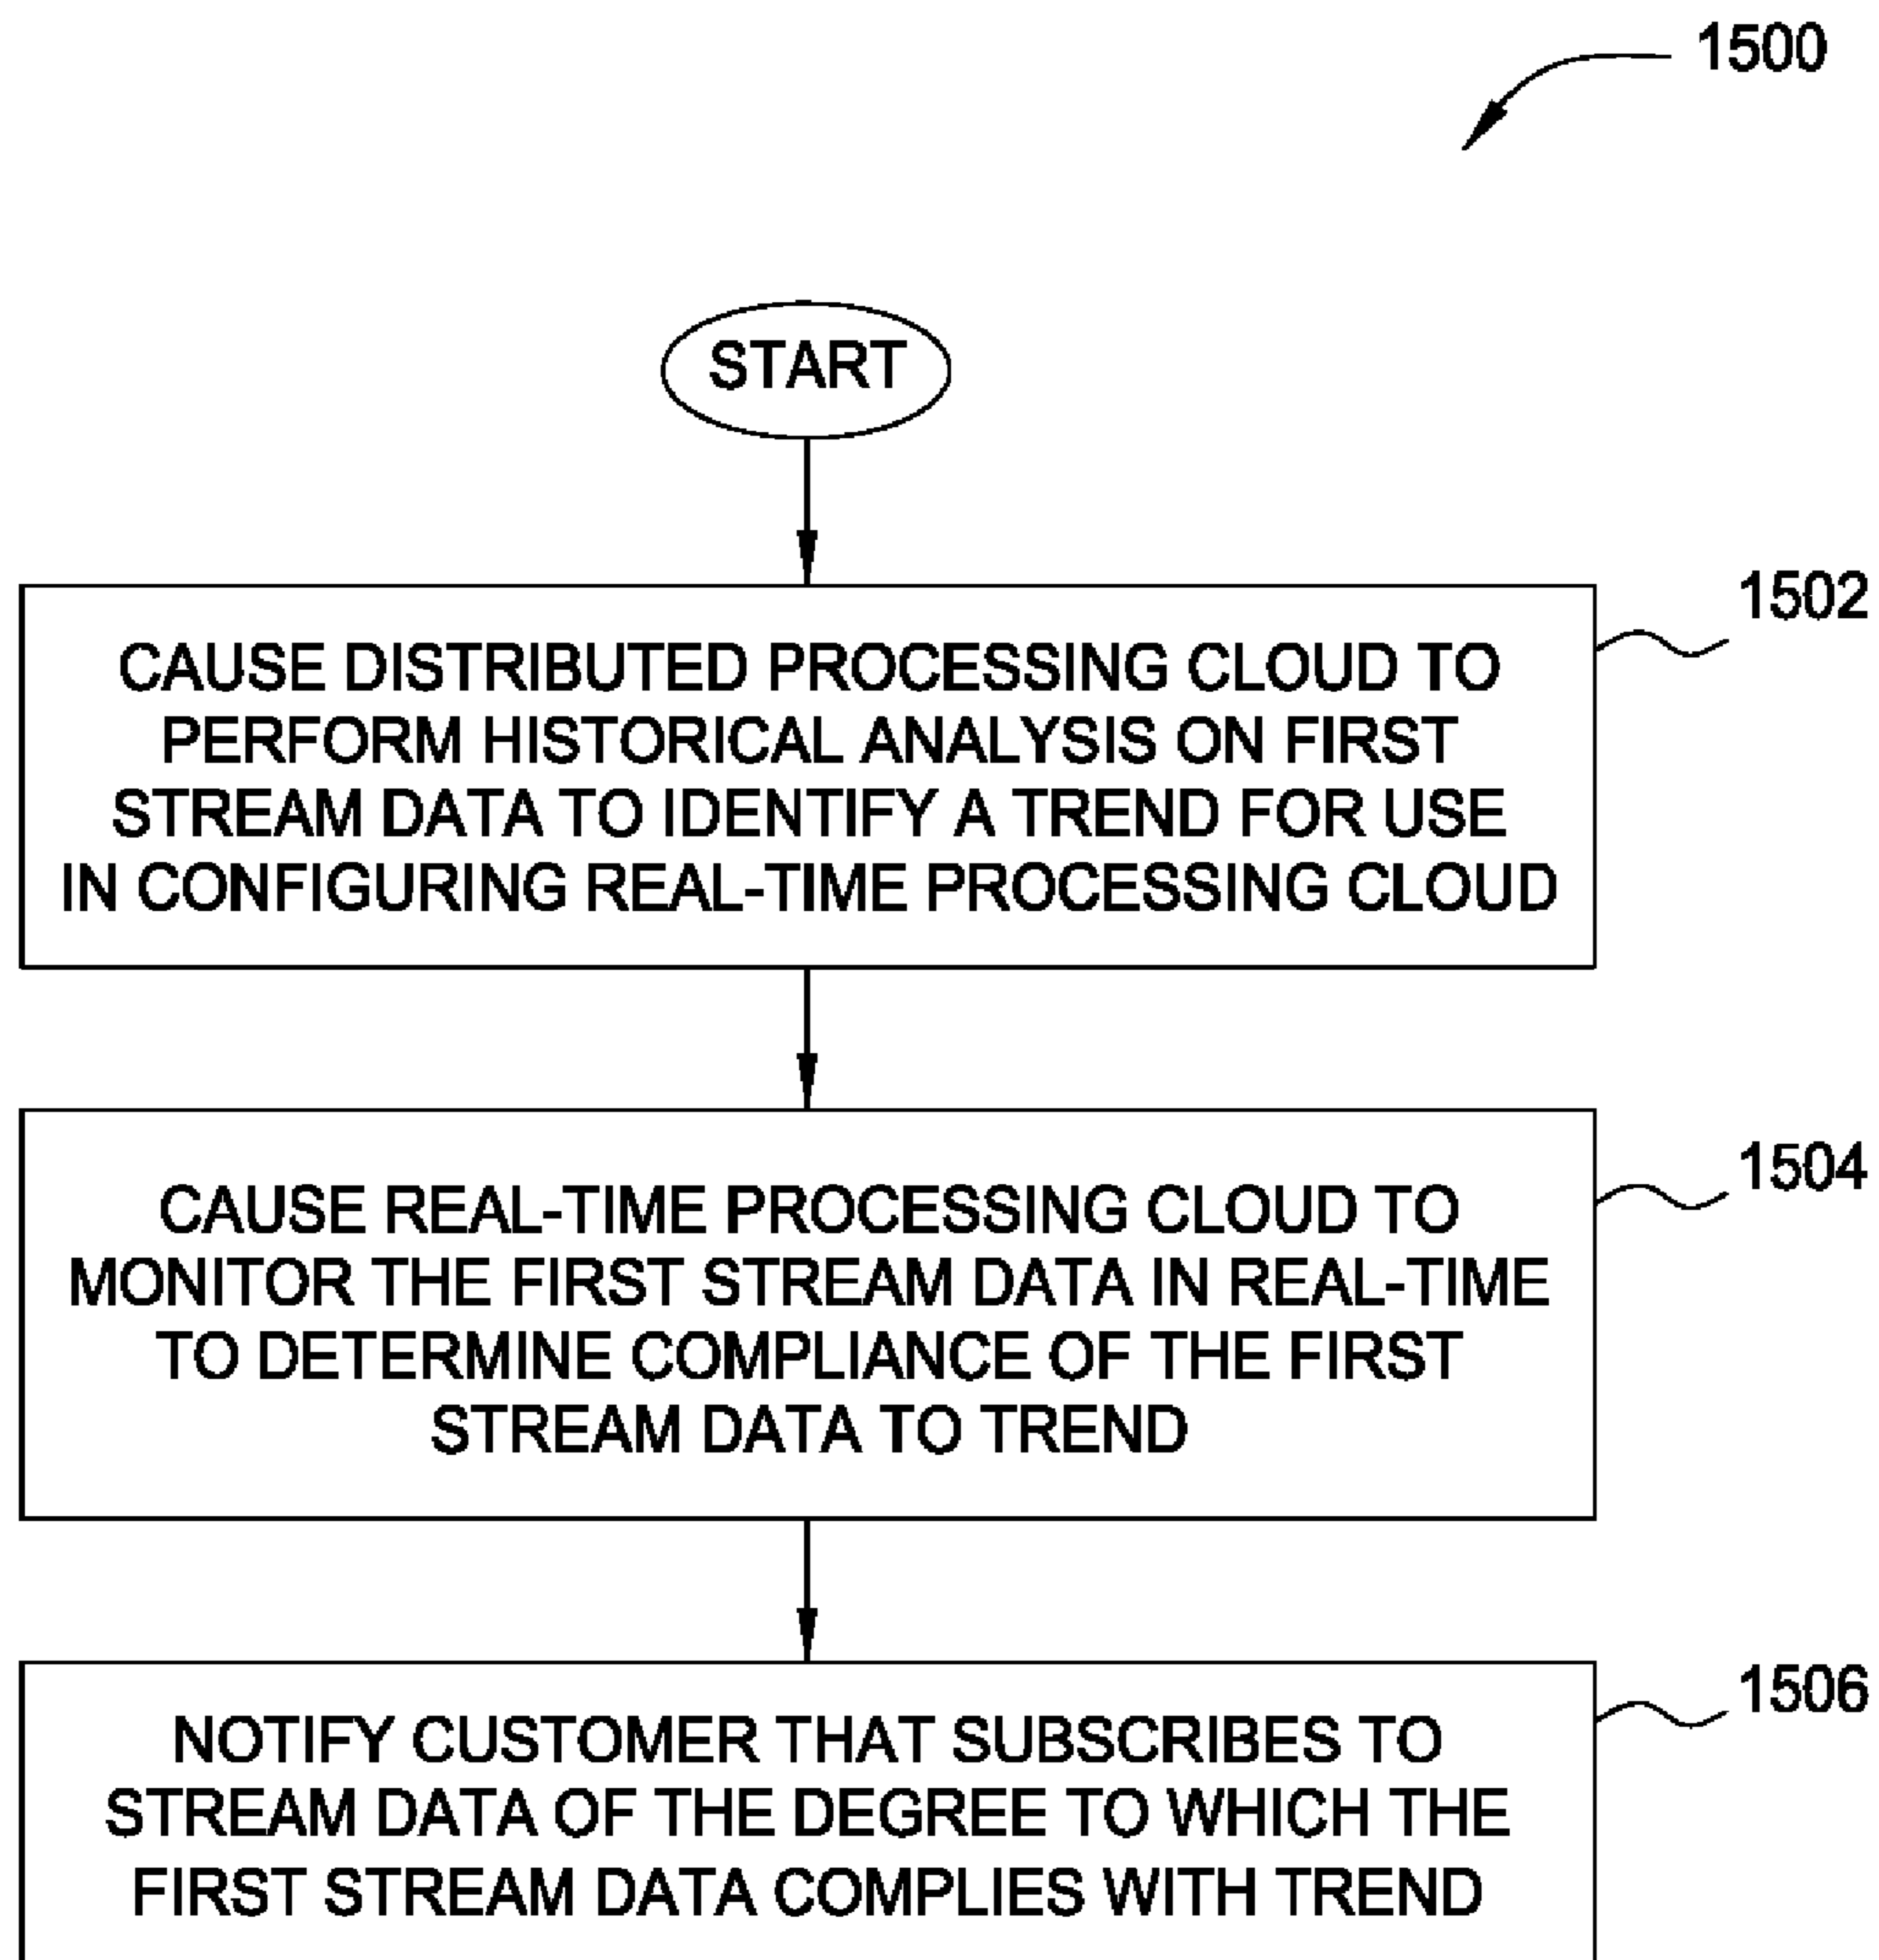 1500
START
1502
CAUSE DISTRIBUTED PROCESSING CLOUD TO
PERFORM HISTORICAL ANALYSIS ON FIRST
STREAM DATA TO IDENTIFY A TREND FOR USE
IN CONFIGURING REAL-TIME PROCESSING CLOUD
1504
CAUSE REAL-TIME PROCESSING CLOUD TO
MONITOR THE FIRST STREAM DATA IN REAL-TIME
TO DETERMINE COMPLIANCE OF THE FIRST
STREAM DATA TO TREND
1506
NOTIFY CUSTOMER THAT SUBSCRIBES TO
STREAM DATA OF THE DEGREE TO WHICH THE
FIRST STREAM DATA COMPLIES WITH TREND